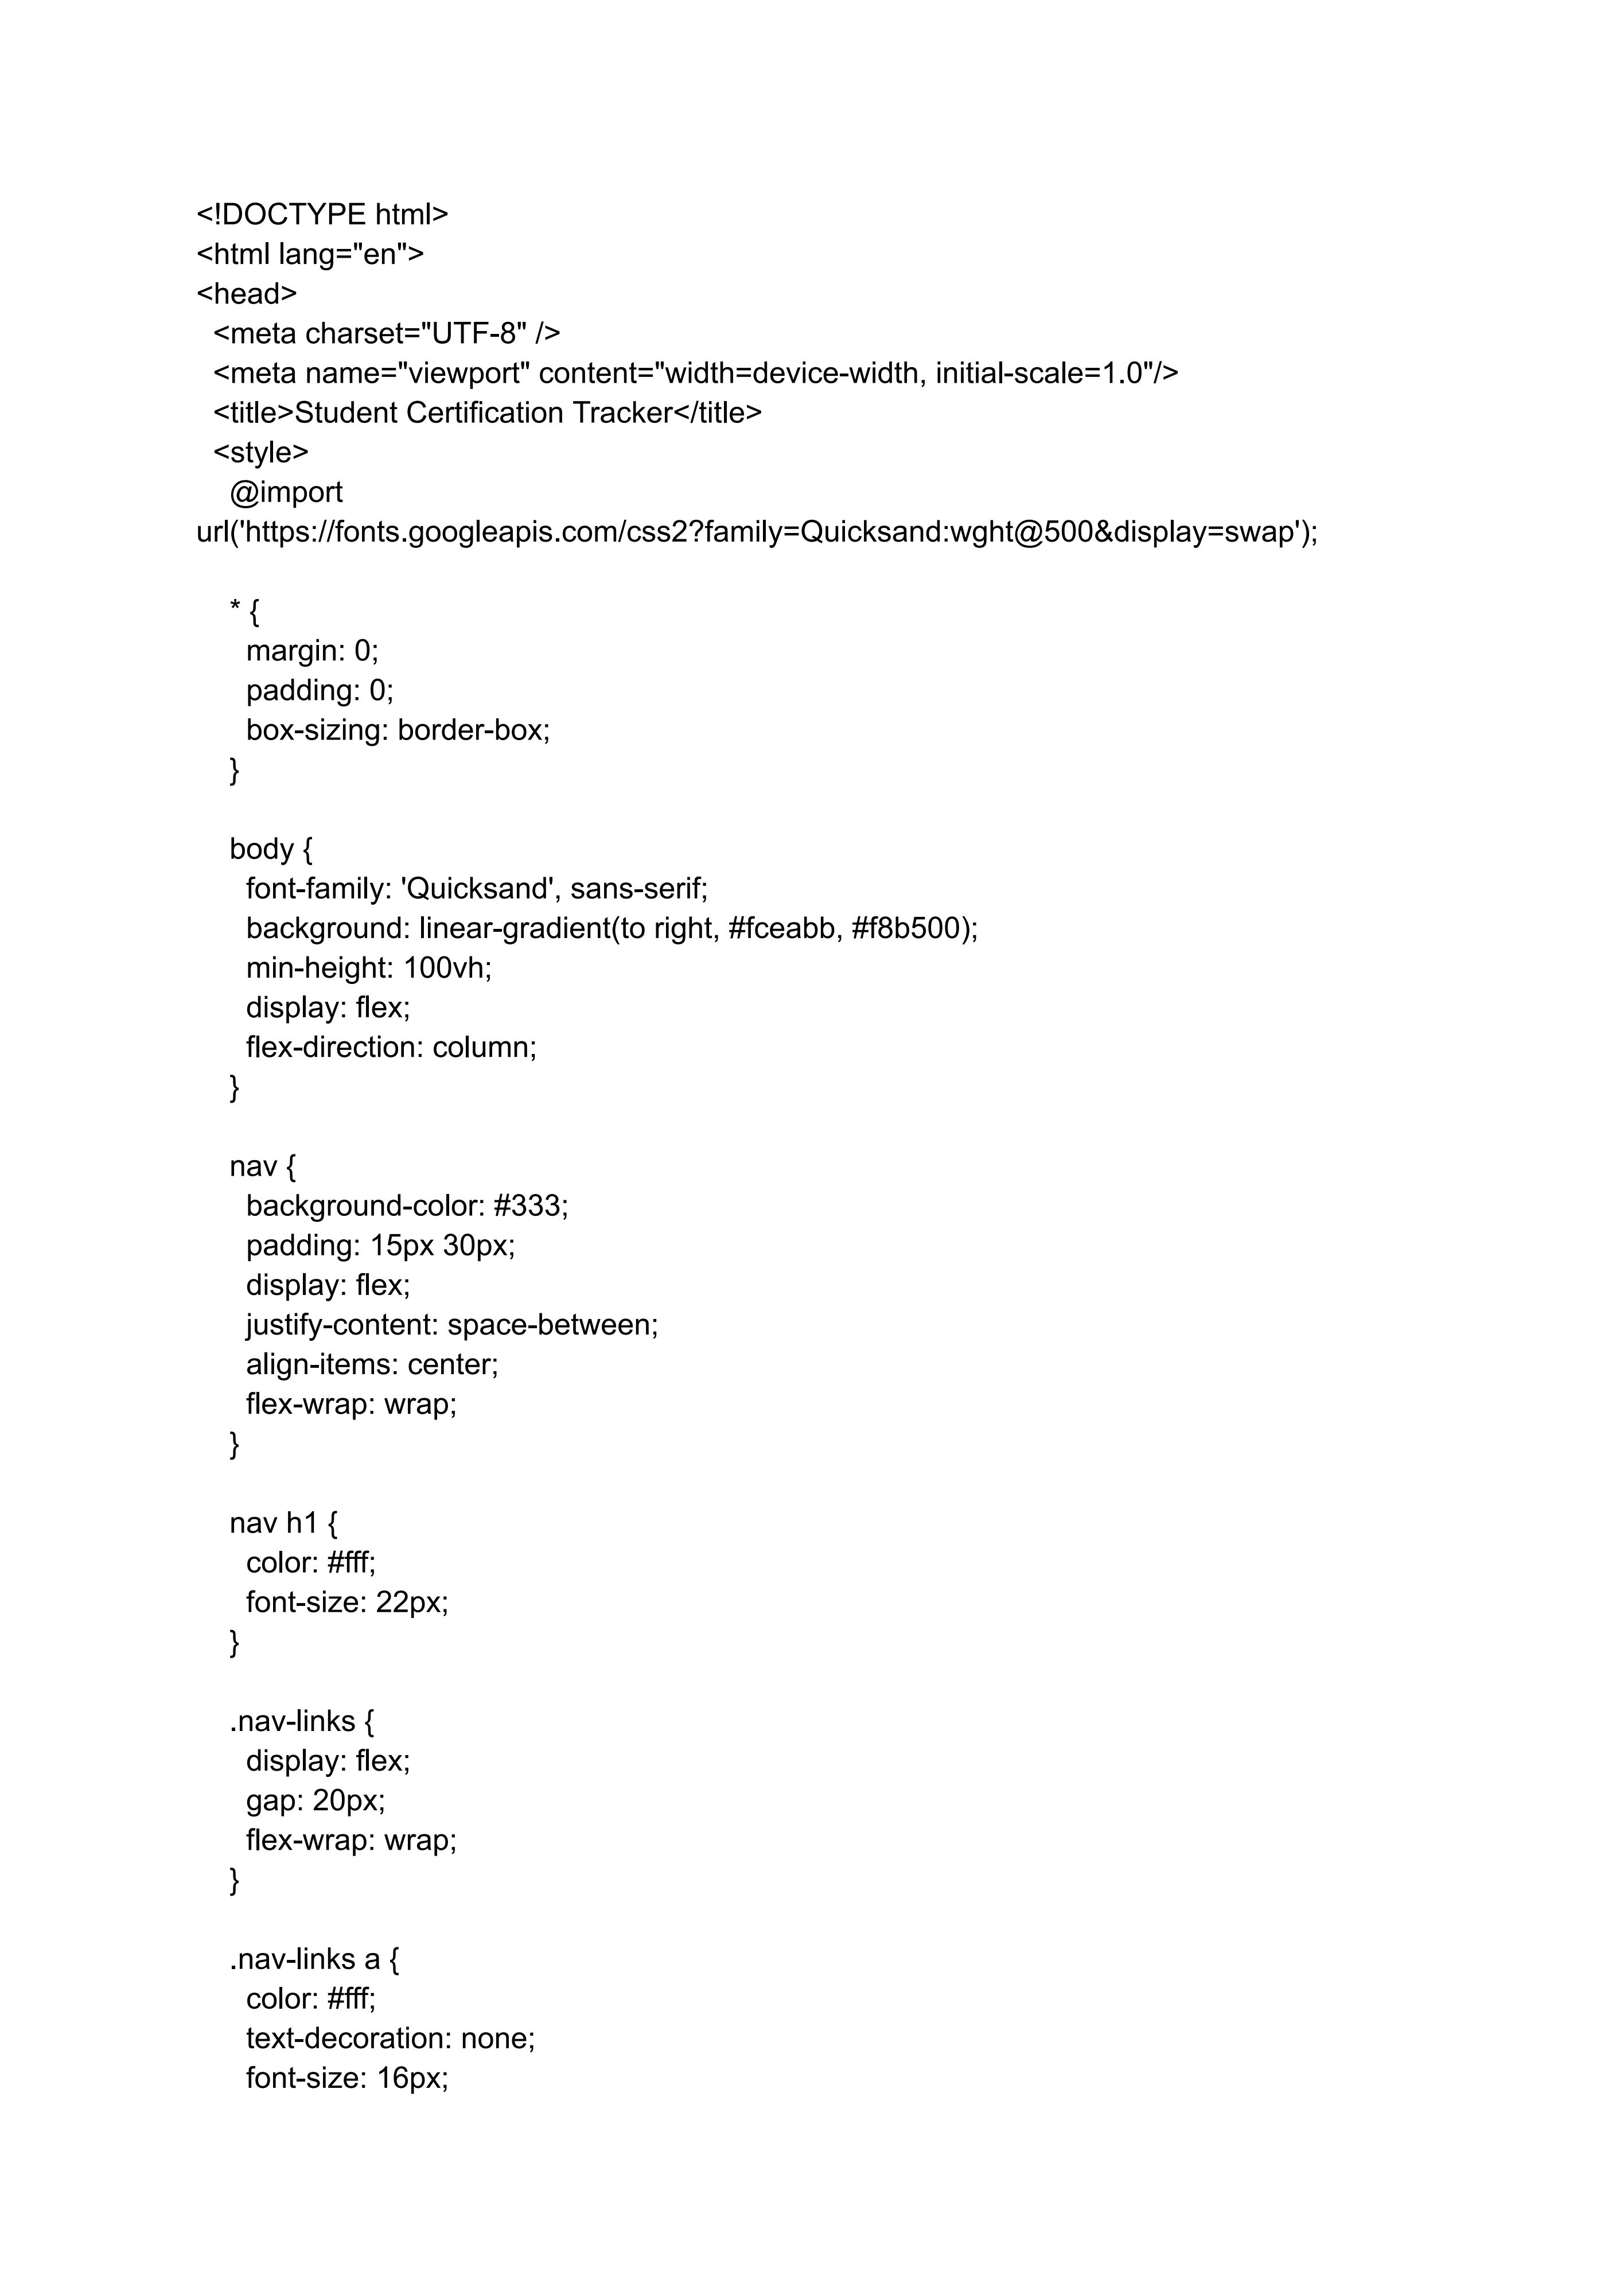 <!DOCTYPE html>
<html lang="en">
<head>
  <meta charset="UTF-8" />
  <meta name="viewport" content="width=device-width, initial-scale=1.0"/>
  <title>Student Certification Tracker</title>
  <style>
    @import
url('https://fonts.googleapis.com/css2?family=Quicksand:wght@500&display=swap');

    * {
      margin: 0;
      padding: 0;
      box-sizing: border-box;
    }

    body {
      font-family: 'Quicksand', sans-serif;
      background: linear-gradient(to right, #fceabb, #f8b500);
      min-height: 100vh;
      display: flex;
      flex-direction: column;
    }

    nav {
      background-color: #333;
      padding: 15px 30px;
      display: flex;
      justify-content: space-between;
      align-items: center;
      flex-wrap: wrap;
    }

    nav h1 {
      color: #fff;
      font-size: 22px;
    }

    .nav-links {
      display: flex;
      gap: 20px;
      flex-wrap: wrap;
    }

    .nav-links a {
      color: #fff;
      text-decoration: none;
      font-size: 16px;